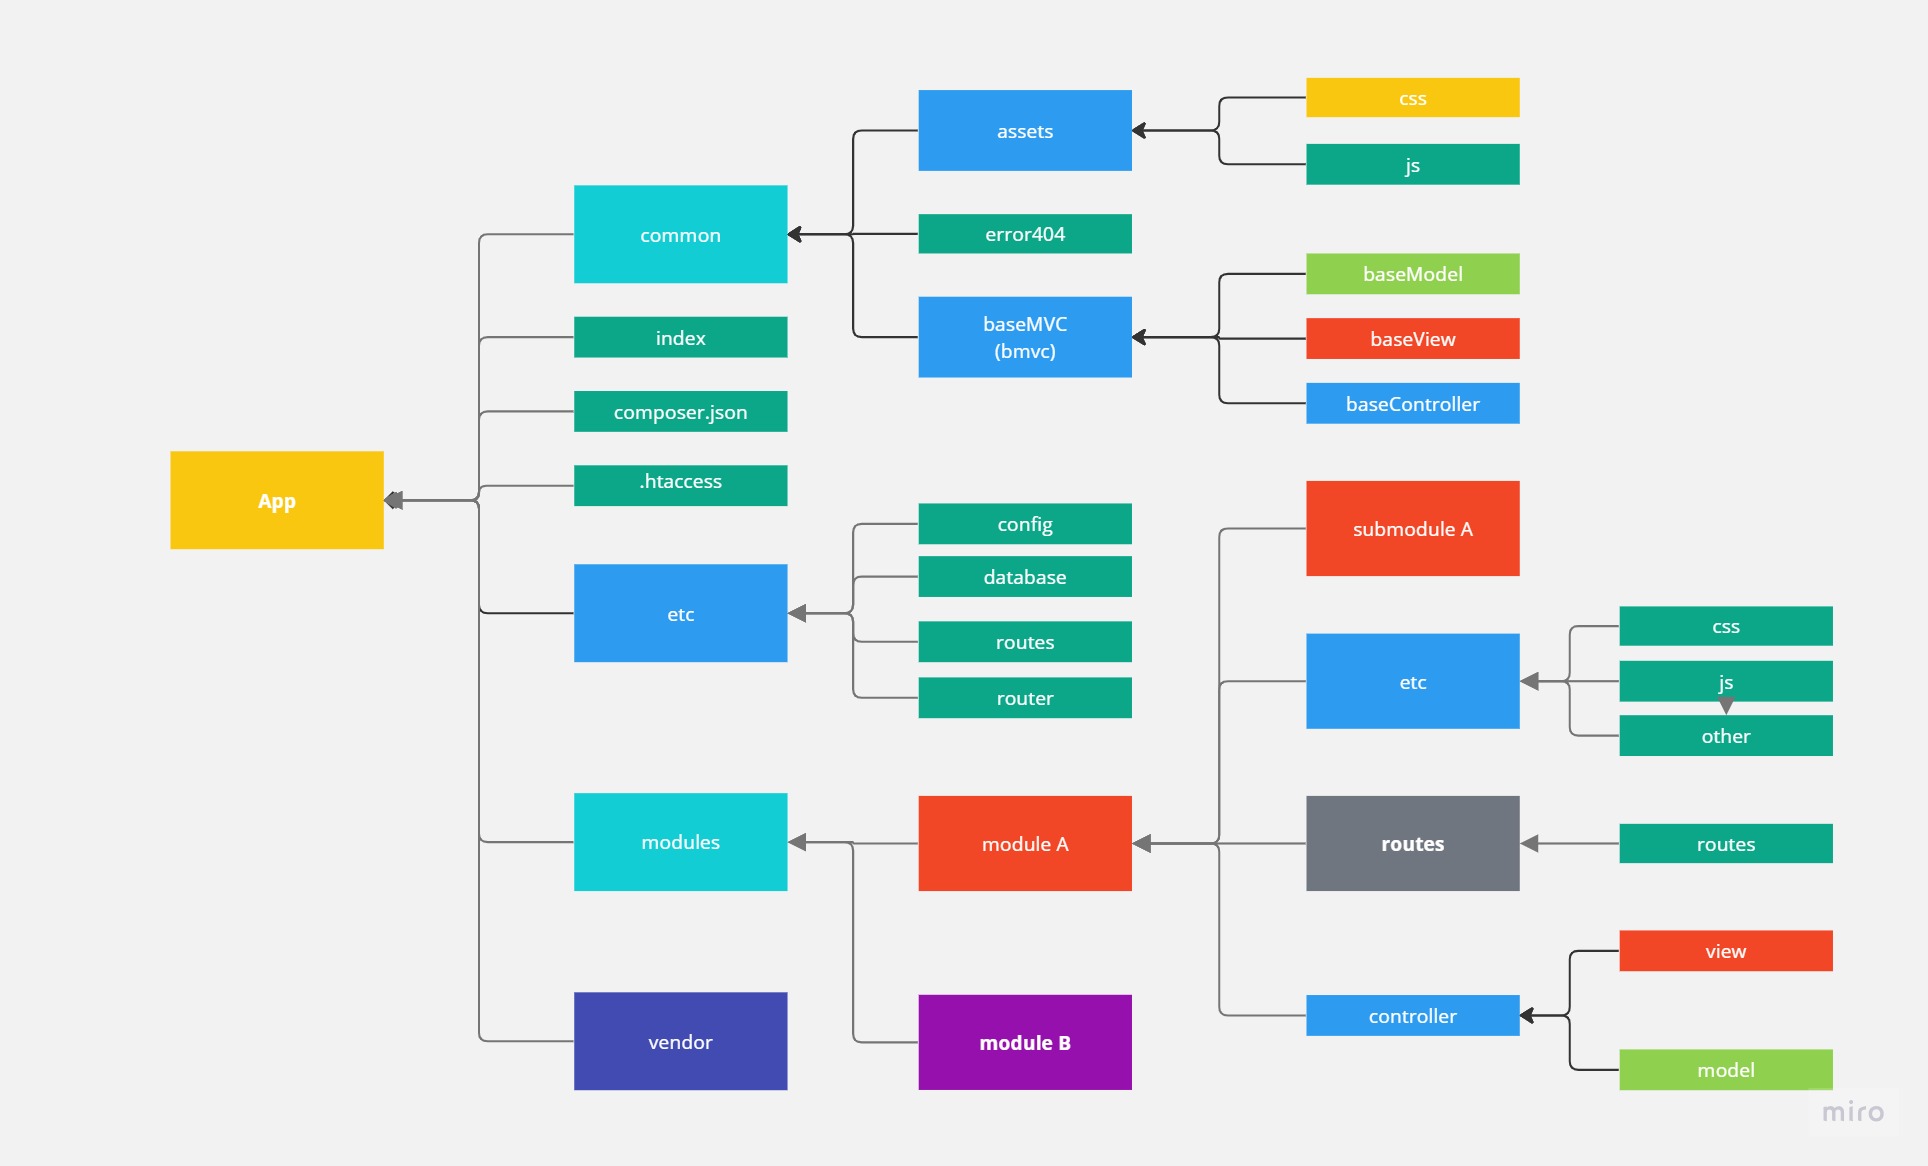 App
common
index
composer.json
.htaccess
etc
modules
vendor
assets
error404
baseMVC
(bmvc)
config
database
routes
router
module A
module B
css
js
baseModel
baseView
baseController
submodule A
etc
routes
controller
css
js
other
routes
view
model
miro